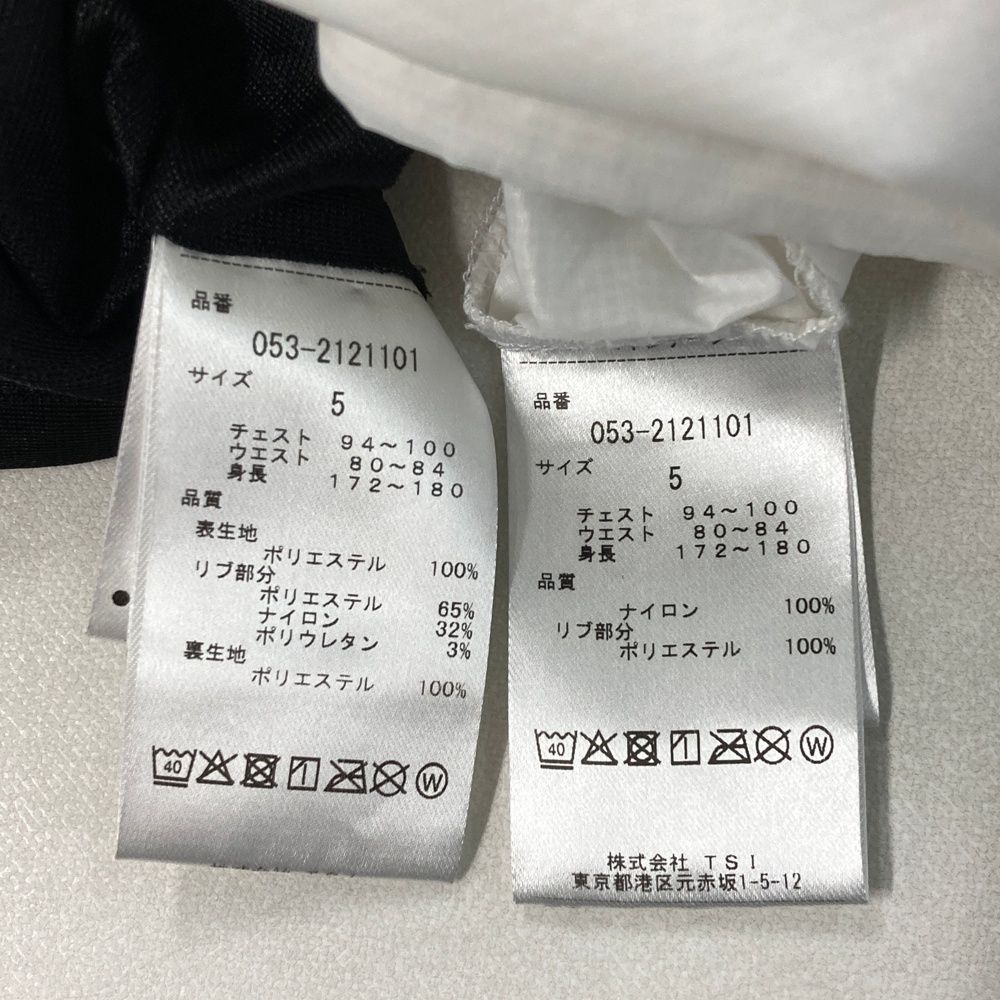 品番
053-2121101
サイズ
5
チェスト 94～100
ウエスト 80～84
身長 172～180
品質
表生地
ポリエステル 100%
リブ部分
ポリエステル 65%
ナイロン 32%
ポリウレタン 3%
裏生地
ポリエステル 100%
40
1
W
品番
053-2121101
サイズ
5
チェスト 94～100
ウエスト 80～84
身長 172～180
品質
ナイロン 100%
リブ部分
ポリエステル 100%
40
1
W
株式会社 TSI
東京都港区元赤坂1-5-12